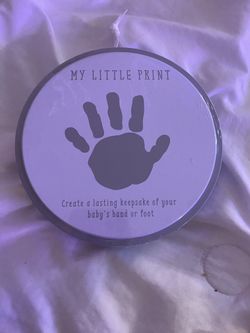 MY LITTLE PRINT
Create a lasting keepsake of your
baby's hand or foot